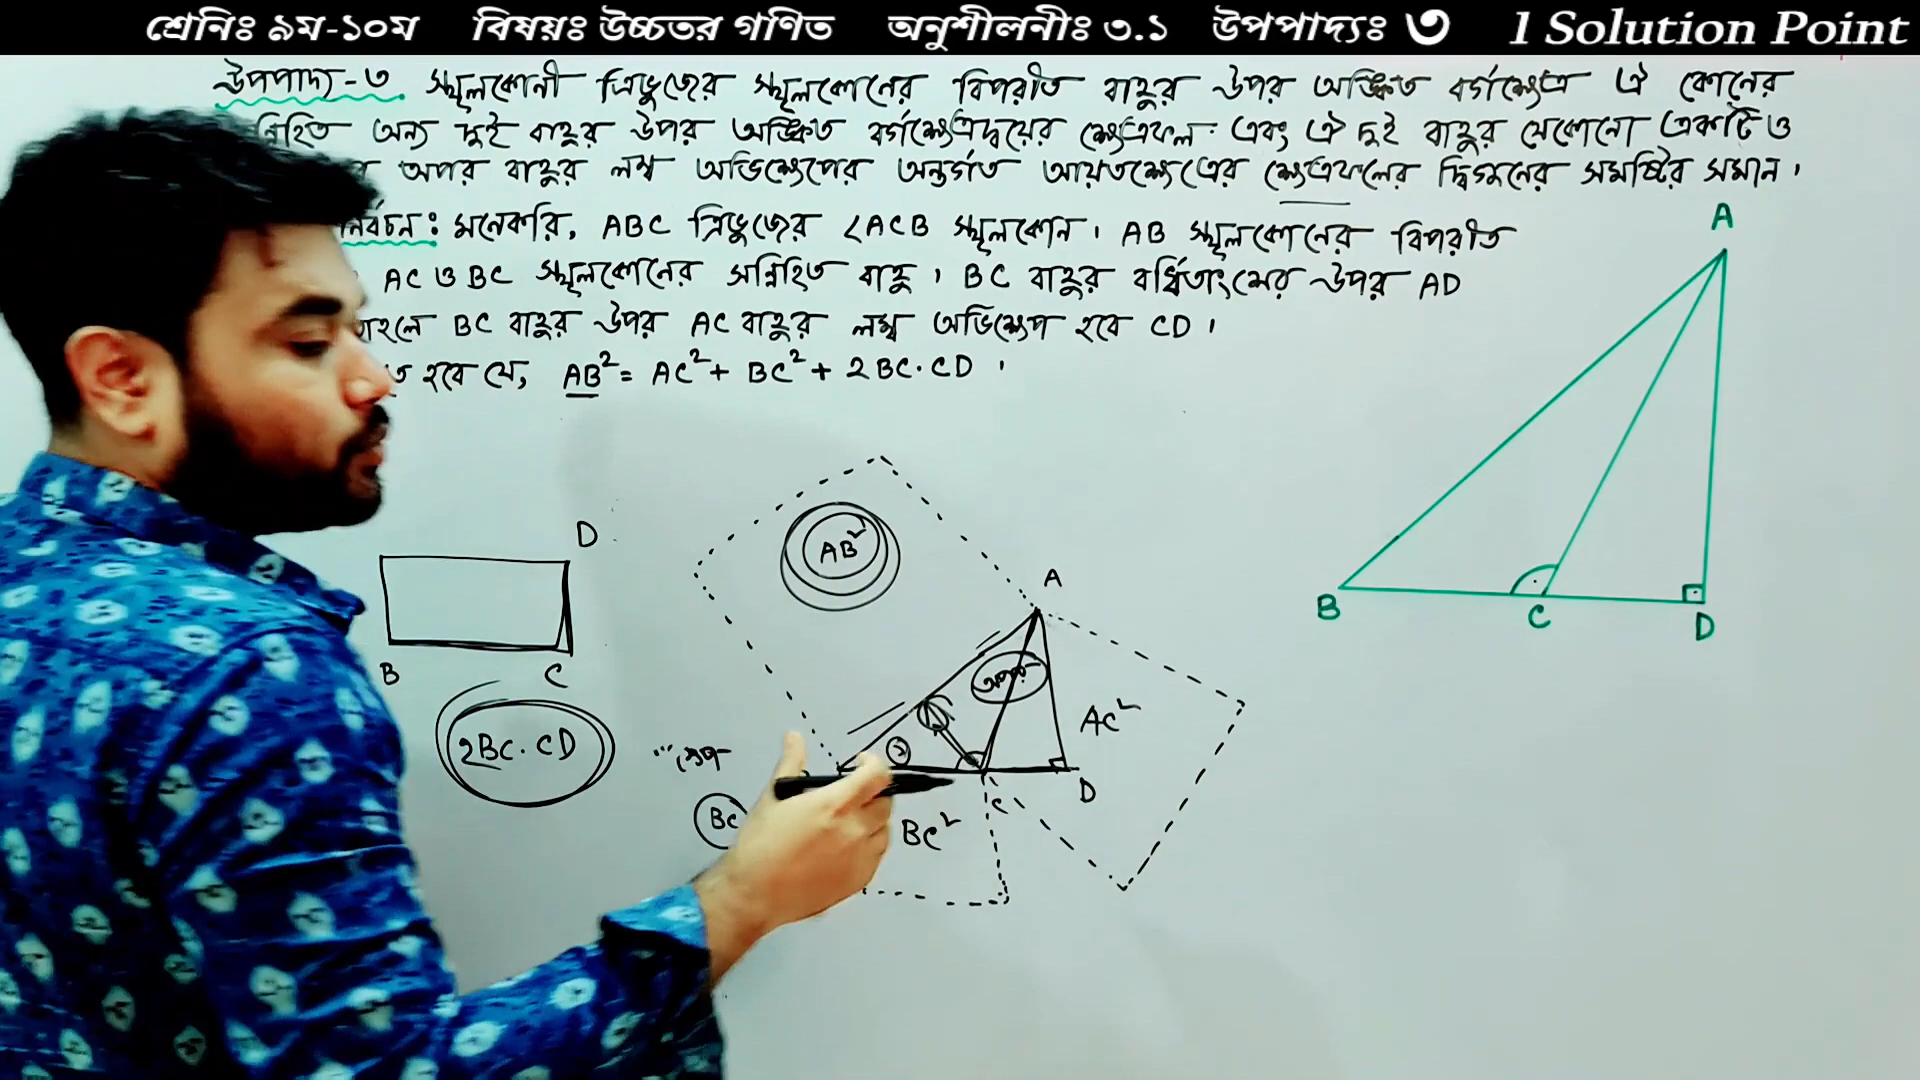 শ্রেনিঃ ৯ম-১০ম বিষয়ঃ উচ্চতর গণিত অনুশীলনীঃ ৩.১ উপপাদ্যঃ ৩ 1 Solution Point
উপপাদ্য-৩. স্থূলকোনী ত্রিভুজের স্থূলকোনের বিপরীত বাহুর উপর অঙ্কিত বর্গক্ষেত্র ঐ কোনের
অন্য দুই বাহুর উপর অঙ্কিত বর্গক্ষেত্রদ্বয়ের ক্ষেত্রফল এবং ঐ দুই বাহুর যেকোনো একটি ও
অপর বাহুর লম্ব অভিক্ষেপের অন্তর্গত আয়তক্ষেত্রের ক্ষেত্রফলের দ্বিগুনের সমষ্টির সমান।
মনেকরি, ABC ত্রিভুজের ∠ACB স্থূলকোন। AB স্থূলকোনের বিপরীত
AC ও BC স্থূলকোনের সন্নিহিত বাহু। BC বাহুর বর্ধিতাংশের উপর AD
BC বাহুর উপর AC বাহুর লম্ব অভিক্ষেপ হবে CD।
হবে যে, AB² = AC² + BC² + 2BC·CD ।
A
B
C
D
D
B
C
2BC·CD
AB²
A
AC²
D
C
BC²
BC